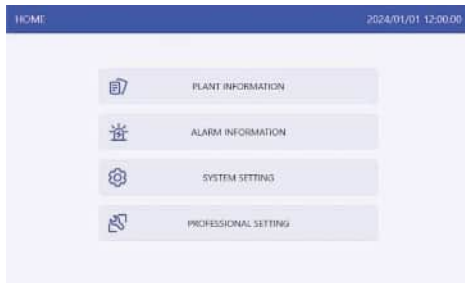 HOME 2024/01/01 12:00:00
PLANT INFORMATION
ALARM INFORMATION
SYSTEM SETTING
PROFESSIONAL SETTING